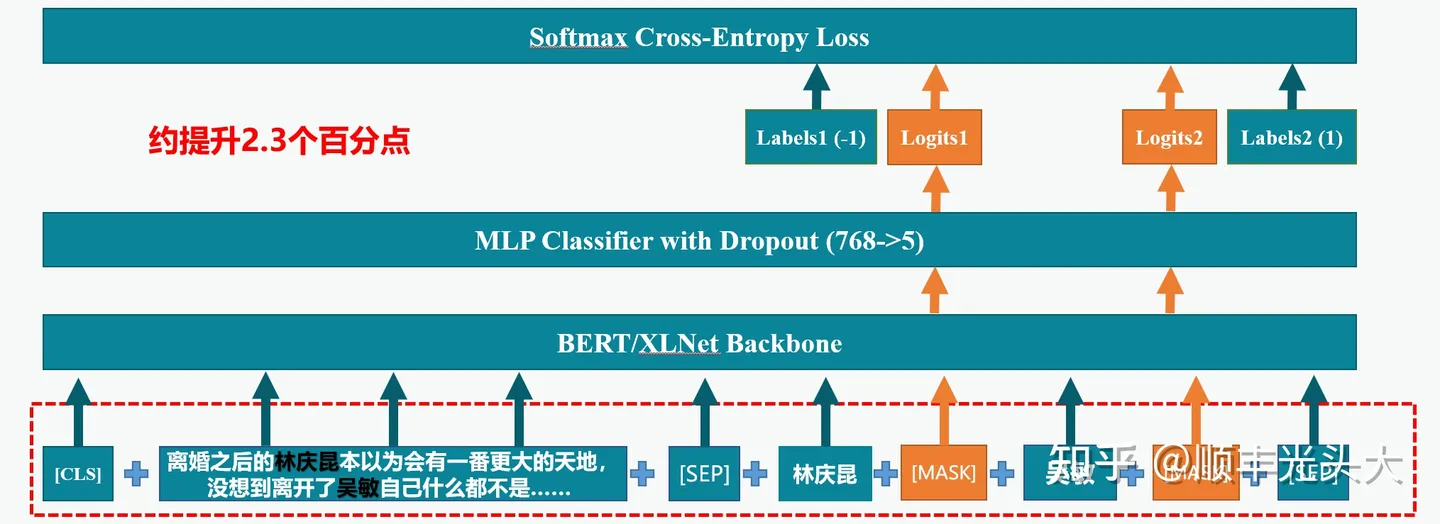 Softmax Cross-Entropy Loss
约提升2.3个百分点
Labels1 (-1)
Logits1
Logits2
Labels2 (1)
MLP Classifier with Dropout (768->5)
BERT/XLNet Backbone
[CLS]
离婚之后的林庆昆本以为会有一番更大的天地，
没想到离开了吴敏自己什么都不是……
[SEP]
林庆昆
[MASK]
吴敏
[MASK]
[SEP]
知乎 @顺丰光头大